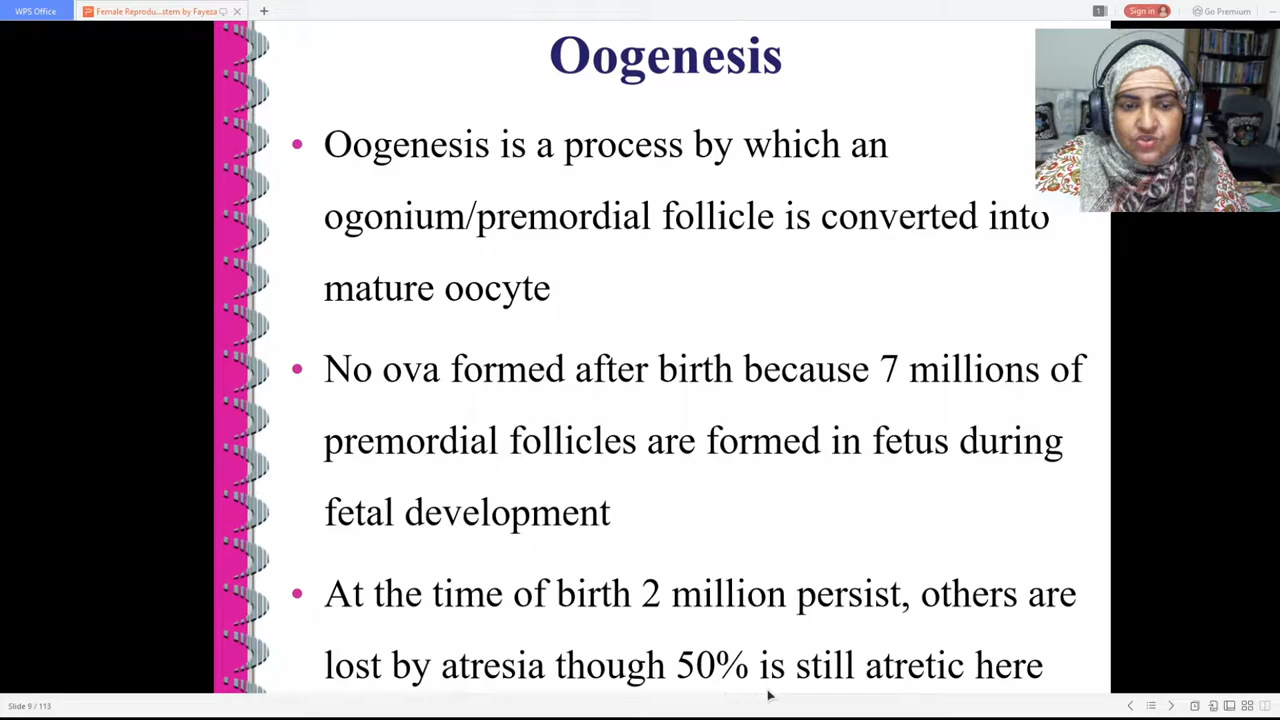 WPS Office
Female Reprodu...stem by Fayeza
1
Sign in
Go Premium
Oogenesis
• Oogenesis is a process by which an
ogonium/premordial follicle is converted into
mature oocyte
• No ova formed after birth because 7 millions of
premordial follicles are formed in fetus during
fetal development
• At the time of birth 2 million persist, others are
lost by atresia though 50% is still atretic here
Slide 9 / 113